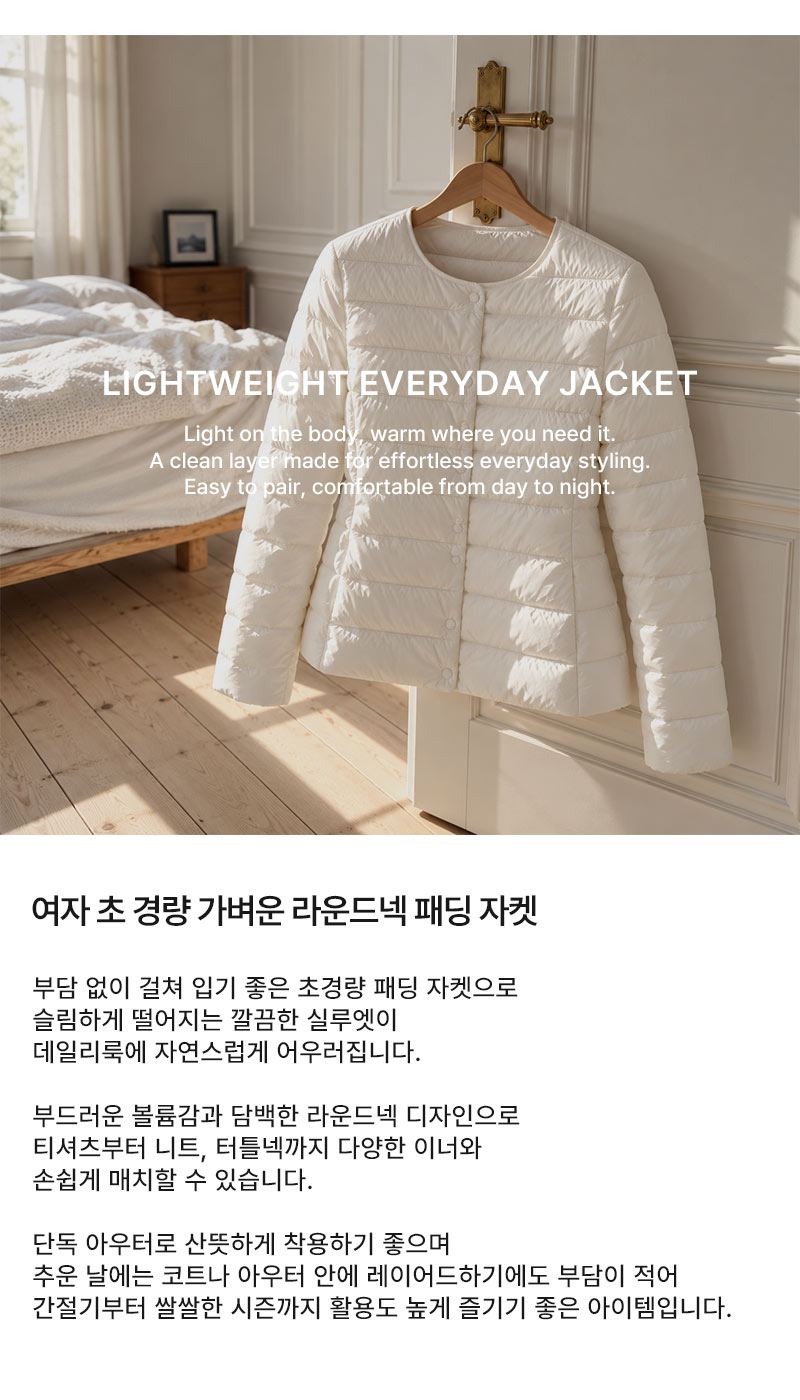 LIGHTWEIGHT EVERYDAY JACKET
Light on the body, warm where you need it.
A clean layer made for effortless everyday styling.
Easy to pair, comfortable from day to night.
여자 초 경량 가벼운 라운드넥 패딩 자켓
부담 없이 걸쳐 입기 좋은 초경량 패딩 자켓으로
슬림하게 떨어지는 깔끔한 실루엣이
데일리룩에 자연스럽게 어우러집니다.
부드러운 볼륨감과 담백한 라운드넥 디자인으로
티셔츠부터 니트, 터틀넥까지 다양한 이너와
손쉽게 매치할 수 있습니다.
단독 아우터로 산뜻하게 착용하기 좋으며
추운 날에는 코트나 아우터 안에 레이어드하기에도 부담이 적어
간절기부터 쌀쌀한 시즌까지 활용도 높게 즐기기 좋은 아이템입니다.